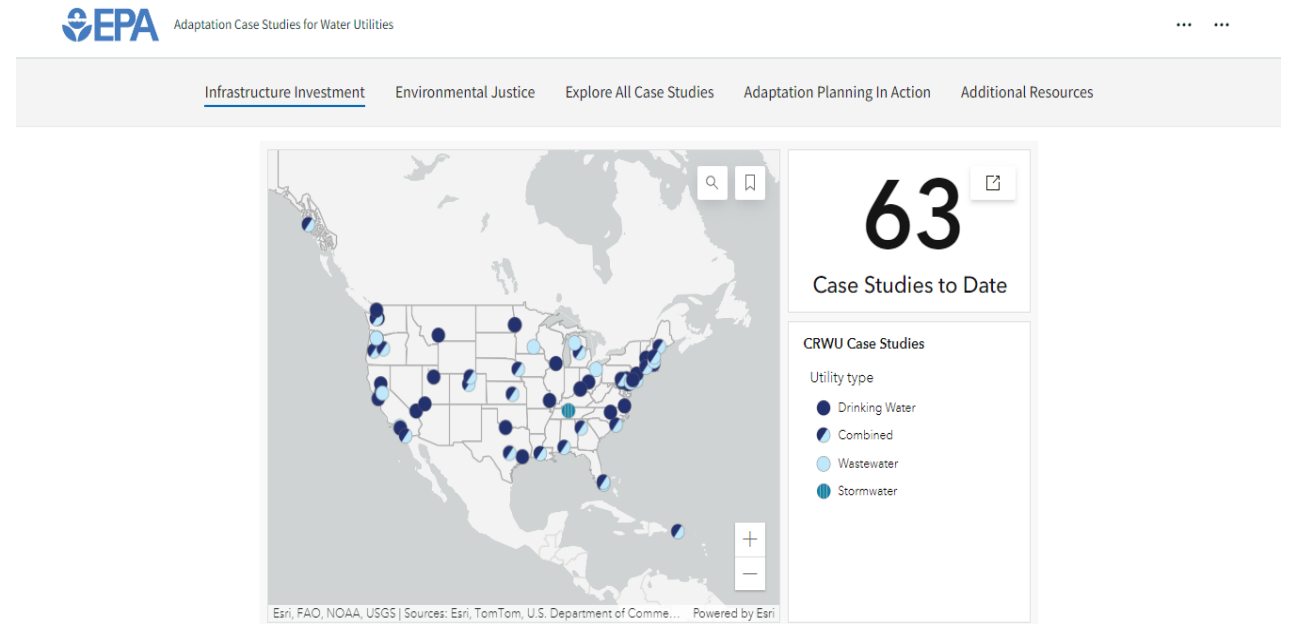 EPA Adaptation Case Studies for Water Utilities
Infrastructure Investment Environmental Justice Explore All Case Studies Adaptation Planning In Action Additional Resources
63
Case Studies to Date
CRWU Case Studies
Utility type
Drinking Water
Combined
Wastewater
Stormwater
Esri, FAO, NOAA, USGS | Sources: Esri, TomTom, U.S. Department of Comme... Powered by Esri